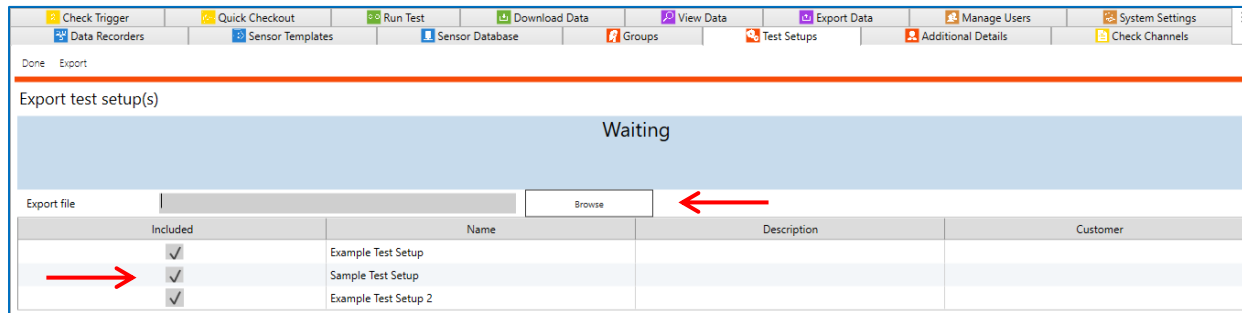 Check Trigger Quick Checkout Run Test Download Data View Data Export Data Manage Users System Settings
Data Recorders Sensor Templates Sensor Database Groups Test Setups Additional Details Check Channels
Done Export
Export test setup(s)
Waiting
Export file Browse
Included Name Description Customer
Example Test Setup
Sample Test Setup
Example Test Setup 2